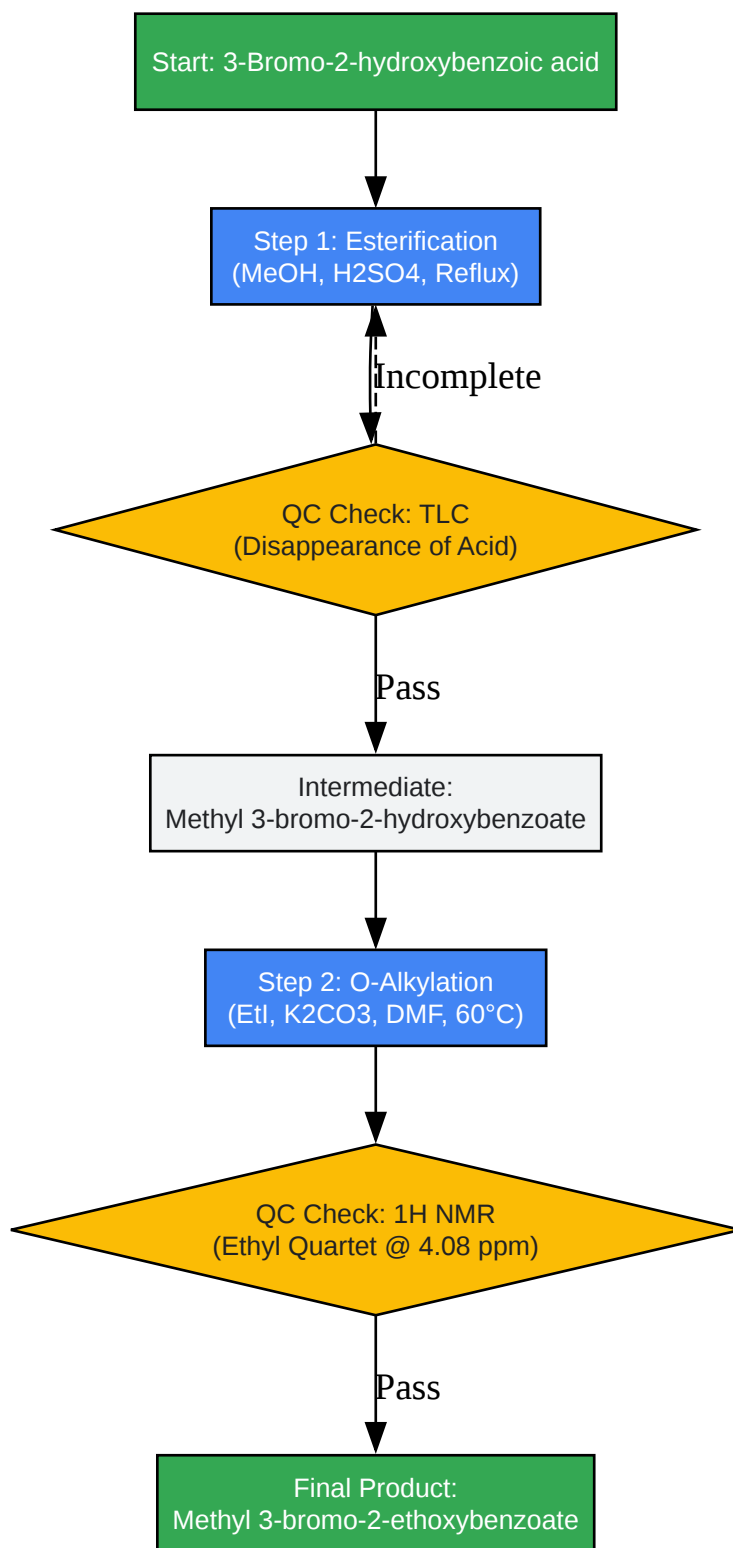 Start: 3-Bromo-2-hydroxybenzoic acid
Step 1: Esterification
(MeOH, H2SO4, Reflux)
Incomplete
QC Check: TLC
(Disappearance of Acid)
Pass
Intermediate:
Methyl 3-bromo-2-hydroxybenzoate
Step 2: O-Alkylation
(EtI, K2CO3, DMF, 60°C)
QC Check: 1H NMR
(Ethyl Quartet @ 4.08 ppm)
Pass
Final Product:
Methyl 3-bromo-2-ethoxybenzoate